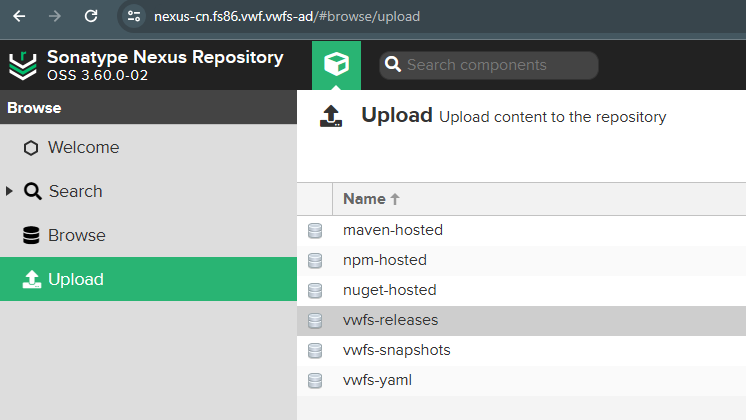 nexus-cn.fs86.vwf.vwfs-ad/#browse/upload
Sonatype Nexus Repository
OSS 3.60.0-02
Search components
Browse
Upload Upload content to the repository
Welcome
Search
Browse
Upload
Name
maven-hosted
npm-hosted
nuget-hosted
vwfs-releases
vwfs-snapshots
vwfs-yaml